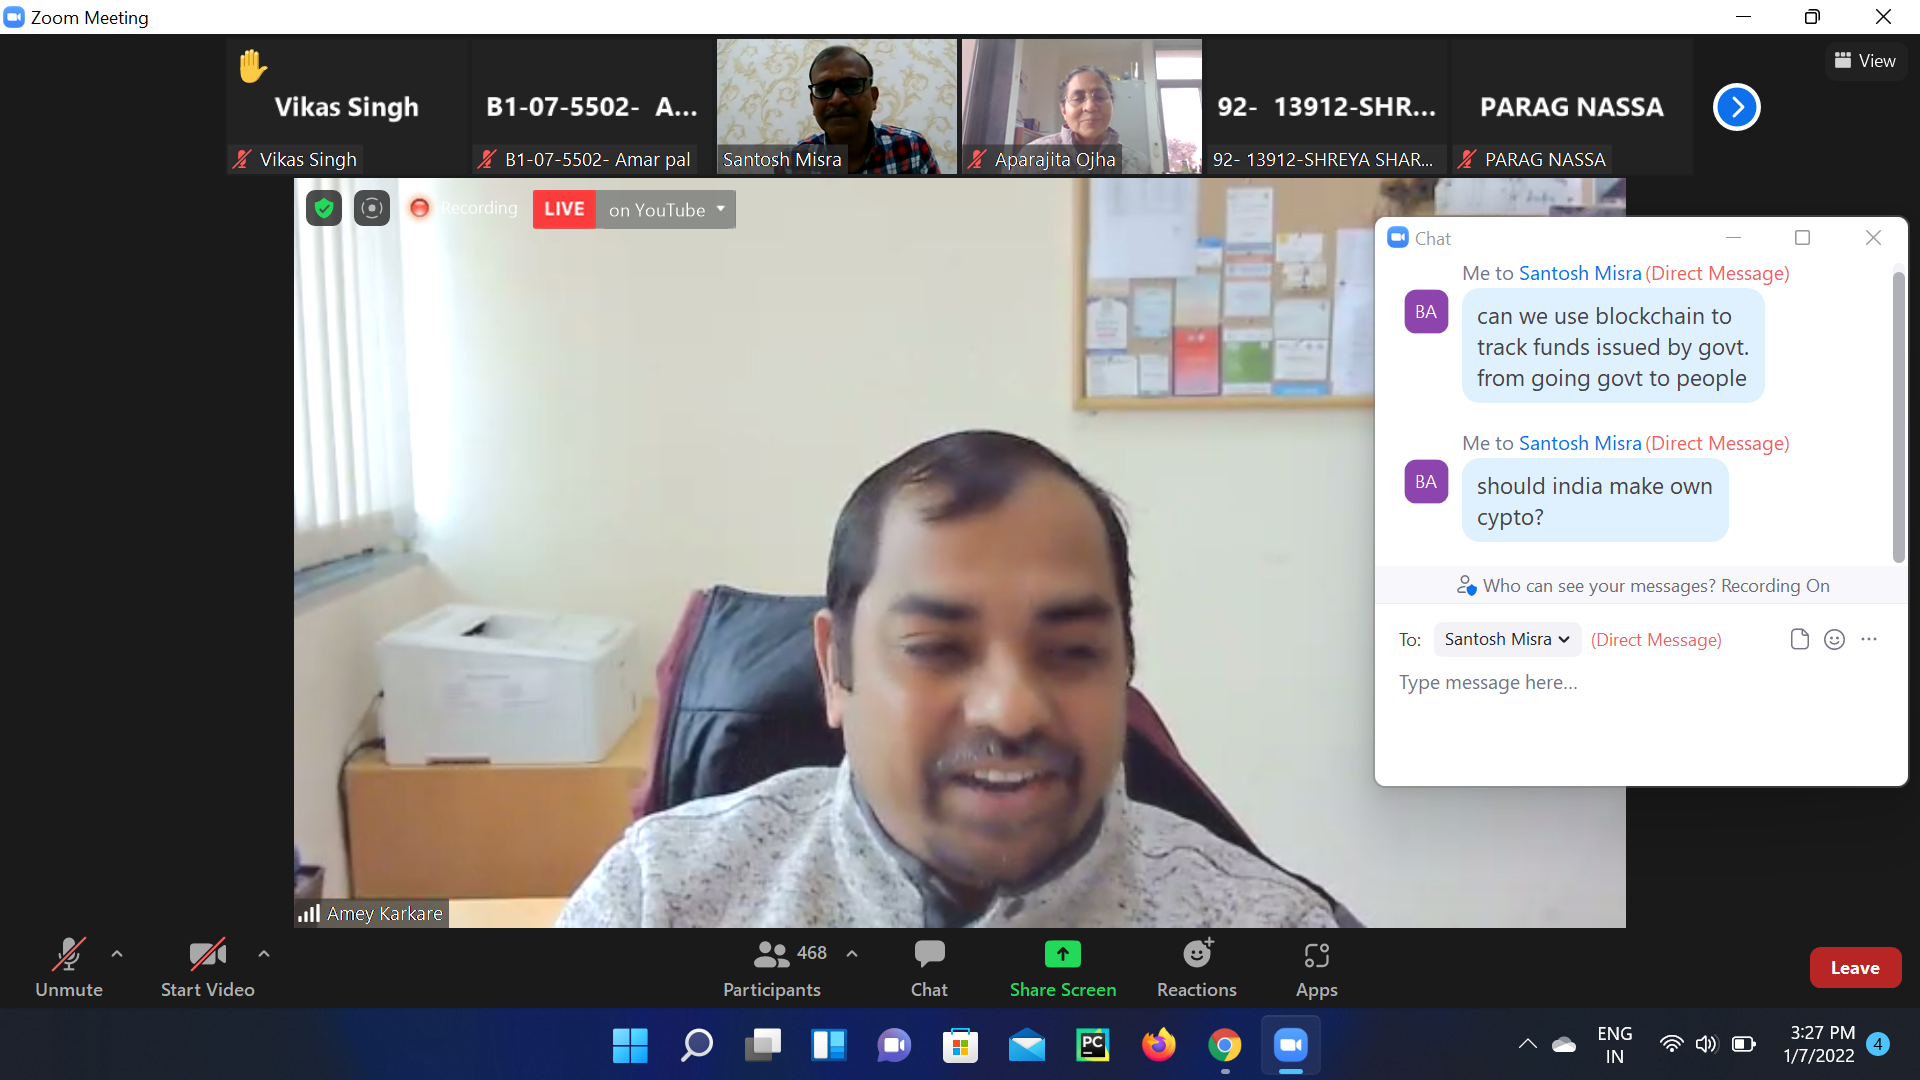 Zoom Meeting
View
Vikas Singh
B1-07-5502- A...
92- 13912-SHR...
PARAG NASSA
Vikas Singh
B1-07-5502- Amar pal
Santosh Misra
Aparajita Ojha
92- 13912-SHREYA SHAR...
PARAG NASSA
Recording
LIVE on YouTube
Chat
Me to Santosh Misra (Direct Message)
BA
can we use blockchain to
track funds issued by govt.
from going govt to people
Me to Santosh Misra (Direct Message)
BA
should india make own
cypto?
Who can see your messages? Recording On
To: Santosh Misra (Direct Message)
Type message here...
Amey Karkare
Unmute
Start Video
468
Participants
Chat
Share Screen
Reactions
Apps
Leave
PC
ENG
IN
3:27 PM
1/7/2022
4